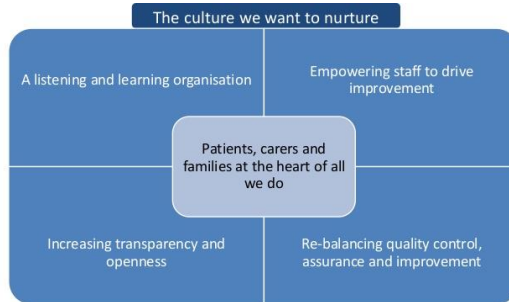 The culture we want to nurture
A listening and learning organisation
Empowering staff to drive
improvement
Patients, carers and
families at the heart of all
we do
Increasing transparency and
openness
Re-balancing quality control,
assurance and improvement